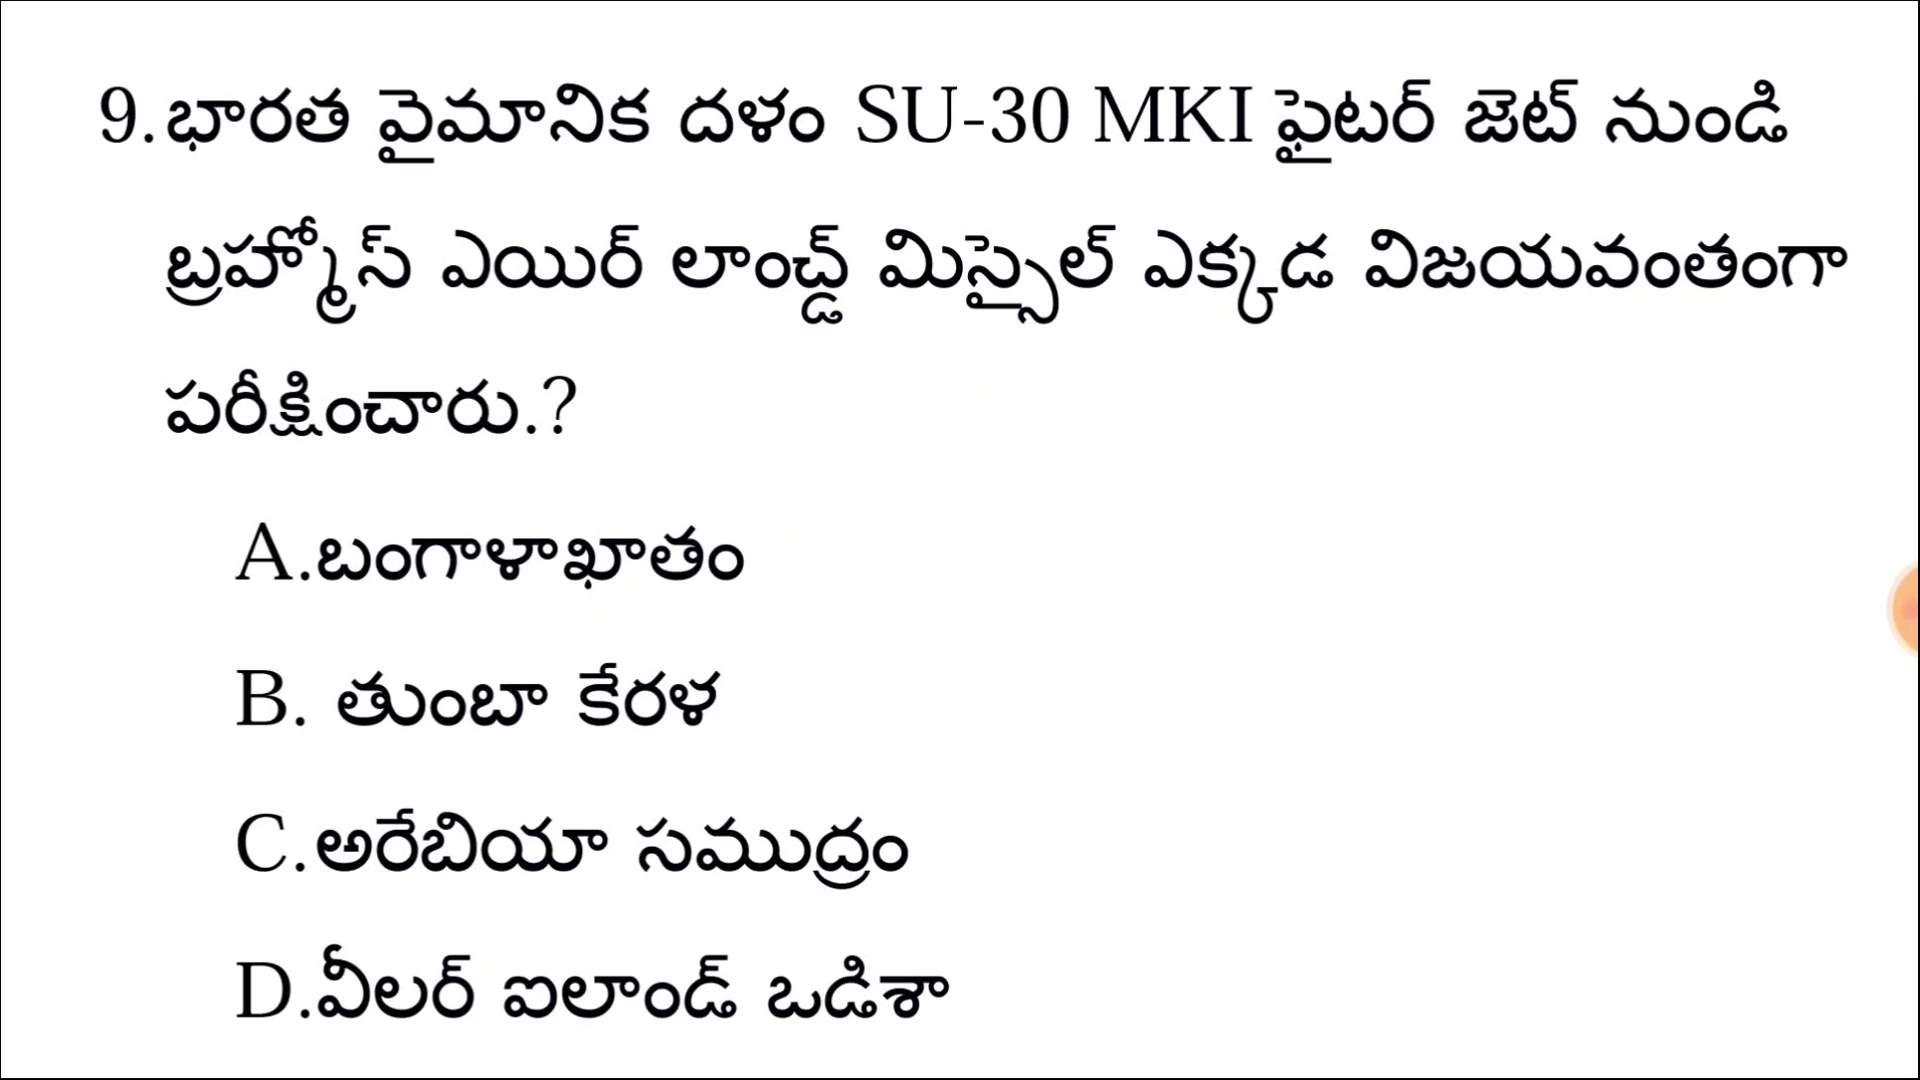 9.భారత వైమానిక దళం SU-30 MKI ఫైటర్ జెట్ నుండి
బ్రహ్మోస్ ఎయిర్ లాంచ్డ్ మిస్సైల్ ఎక్కడ విజయవంతంగా
పరీక్షించారు.?
A.బంగాళాఖాతం
B. తుంబా కేరళ
C.అరేబియా సముద్రం
D.వీలర్ ఐలాండ్ ఒడిశా